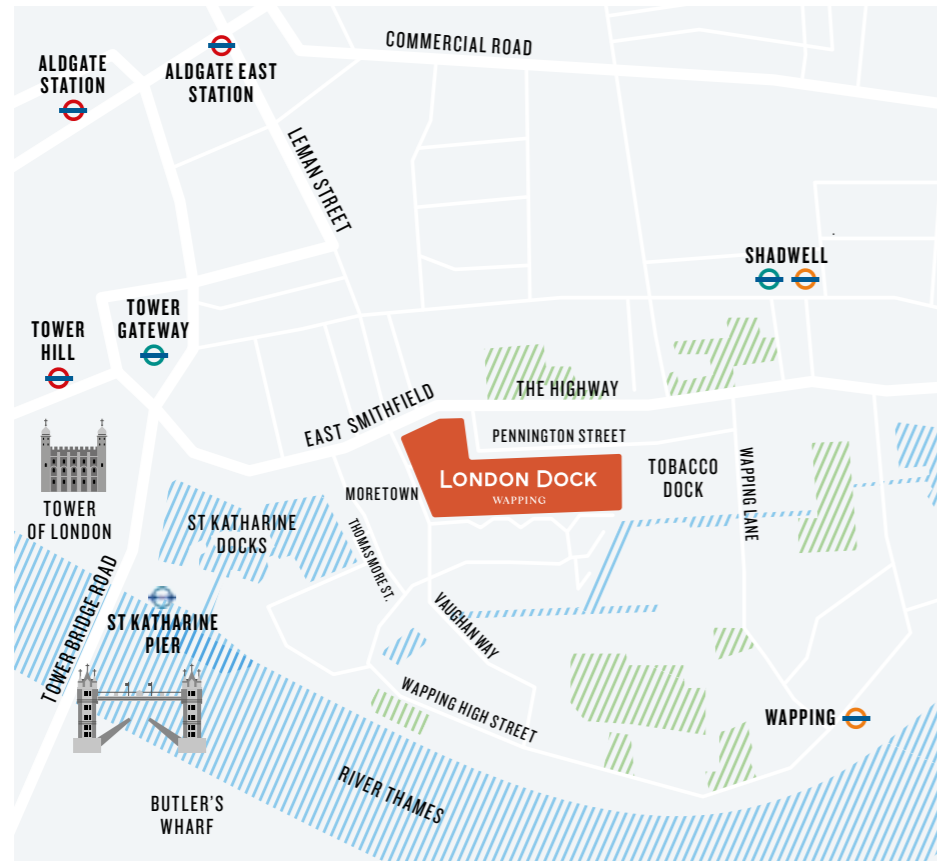 COMMERCIAL ROAD
ALDGATE
STATION
ALDGATE EAST
STATION
LEMAN STREET
SHADWELL
TOWER
GATEWAY
TOWER
HILL
THE HIGHWAY
EAST SMITHFIELD
PENNINGTON STREET
LONDON DOCK
WAPPING
TOBACCO
DOCK
WAPPING LANE
MORETOWN
TOWER
OF LONDON
ST KATHARINE
DOCKS
THOMAS MORE ST.
TOWER BRIDGE ROAD
ST KATHARINE
PIER
VAUGHAN WAY
WAPPING HIGH STREET
WAPPING
RIVER THAMES
BUTLER'S
WHARF